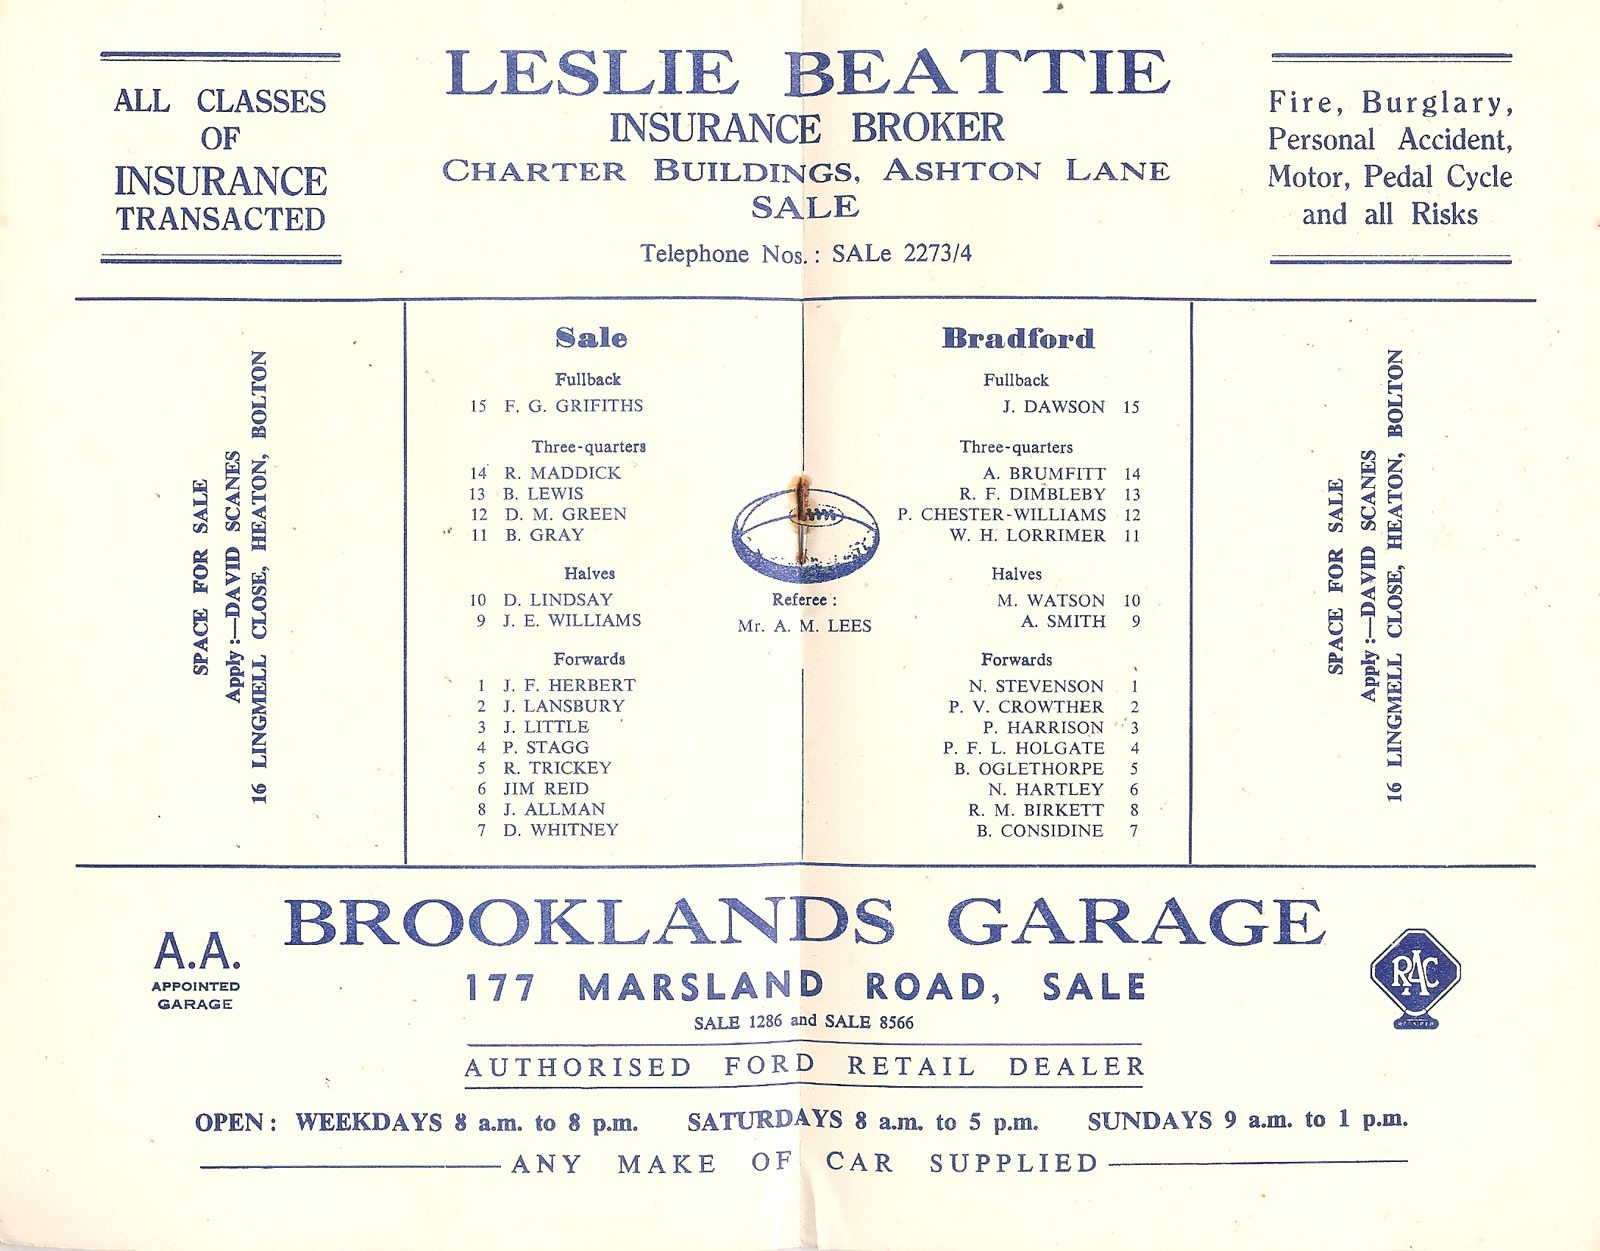 ALL CLASSES
OF
INSURANCE
TRANSACTED
LESLIE BEATTIE
INSURANCE BROKER
CHARTER BUILDINGS, ASHTON LANE
SALE
Telephone Nos.: SALe 2273/4
Fire, Burglary,
Personal Accident,
Motor, Pedal Cycle
and all Risks
SPACE FOR SALE
Apply :—DAVID SCANES
16 LINGMELL CLOSE, HEATON, BOLTON
Sale
Fullback
15 F. G. GRIFITHS
Three-quarters
14 R. MADDICK
13 B. LEWIS
12 D. M. GREEN
11 B. GRAY
Halves
10 D. LINDSAY
9 J. E. WILLIAMS
Forwards
1 J. F. HERBERT
2 J. LANSBURY
3 J. LITTLE
4 P. STAGG
5 R. TRICKEY
6 JIM REID
8 J. ALLMAN
7 D. WHITNEY
Referee :
Mr. A. M. LEES
Bradford
Fullback
J. DAWSON 15
Three-quarters
A. BRUMFITT 14
R. F. DIMBLEBY 13
P. CHESTER-WILLIAMS 12
W. H. LORRIMER 11
Halves
M. WATSON 10
A. SMITH 9
Forwards
N. STEVENSON 1
P. V. CROWTHER 2
P. HARRISON 3
P. F. L. HOLGATE 4
B. OGLETHORPE 5
N. HARTLEY 6
R. M. BIRKETT 8
B. CONSIDINE 7
SPACE FOR SALE
Apply :—DAVID SCANES
16 LINGMELL CLOSE, HEATON, BOLTON
A.A.
APPOINTED
GARAGE
BROOKLANDS GARAGE
177 MARSLAND ROAD, SALE
SALE 1286 and SALE 8566
RAC
AUTHORISED FORD RETAIL DEALER
OPEN: WEEKDAYS 8 a.m. to 8 p.m. SATURDAYS 8 a.m. to 5 p.m. SUNDAYS 9 a.m. to 1 p.m.
ANY MAKE OF CAR SUPPLIED